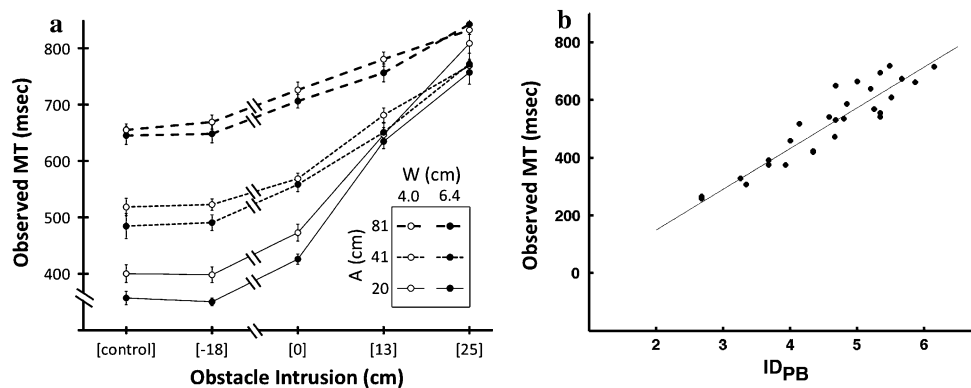 a
Observed MT (msec)
800
700
600
500
400
[control] [-18] [0] [13] [25]
Obstacle Intrusion (cm)
W (cm)
4.0 6.4
A (cm)
81
41
20
b
Observed MT (msec)
800
600
400
200
0
2 3 4 5 6
IDPB